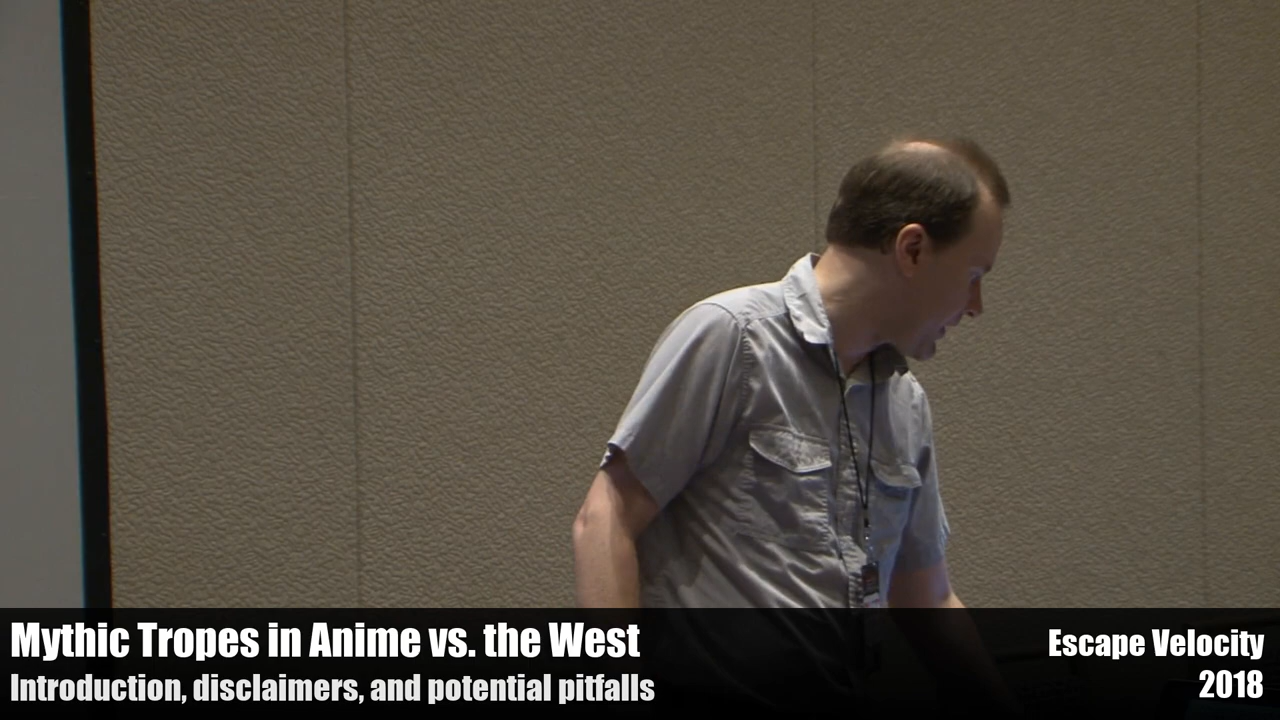 Mythic Tropes in Anime vs. the West
Introduction, disclaimers, and potential pitfalls
Escape Velocity
2018